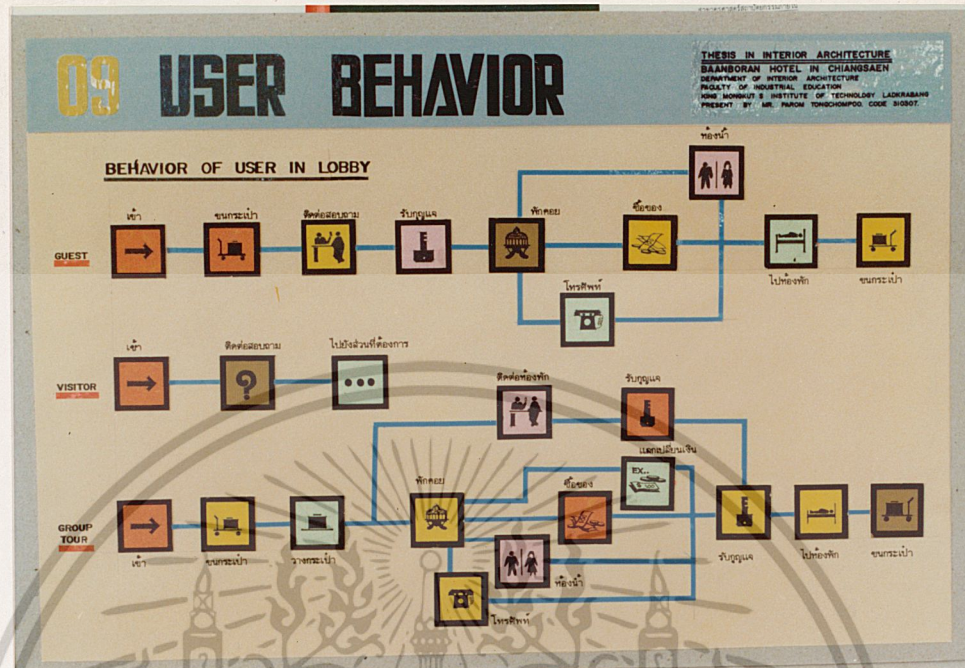 09 USER BEHAVIOR
THESIS IN INTERIOR ARCHITECTURE
BAANBORAN HOTEL IN CHIANGSAEN
DEPARTMENT OF INTERIOR ARCHITECTURE
FACULTY OF INDUSTRIAL EDUCATION
KING MONGKUT'S INSTITUTE OF TECHNOLOGY LADKRABANG
PRESENT BY MR. PAROM TONGCHOMPOO. CODE 310307.
BEHAVIOR OF USER IN LOBBY
ห้องน้ำ
เข้า ขนกระเป๋า ติดต่อสอบถาม รับกุญแจ พักคอย ซื้อของ
GUEST
โทรศัพท์ ไปห้องพัก ขนกระเป๋า
เข้า ติดต่อสอบถาม ไปยังส่วนที่ต้องการ
VISITOR
?
...
ติดต่อห้องพัก รับกุญแจ
แลกเปลี่ยนเงิน
EX..
พักคอย ซื้อของ
GROUP
TOUR
เข้า ขนกระเป๋า วางกระเป๋า รับกุญแจ ไปห้องพัก ขนกระเป๋า
ห้องน้ำ
โทรศัพท์